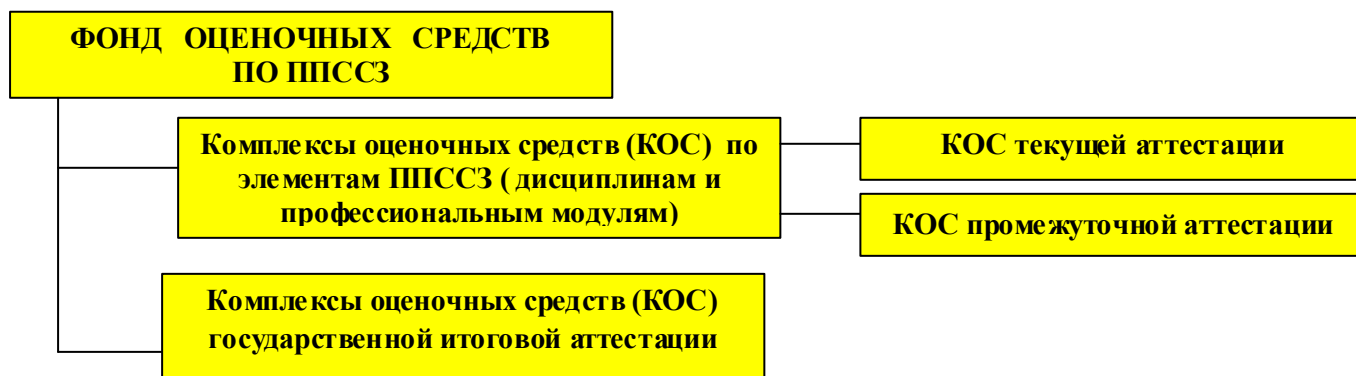 ФОНД ОЦЕНОЧНЫХ СРЕДСТВ
ПО ППССЗ
Комплексы оценочных средств (КОС) по
элементам ППССЗ ( дисциплинам и
профессиональным модулям)
КОС текущей аттестации
КОС промежуточной аттестации
Комплексы оценочных средств (КОС)
государственной итоговой аттестации